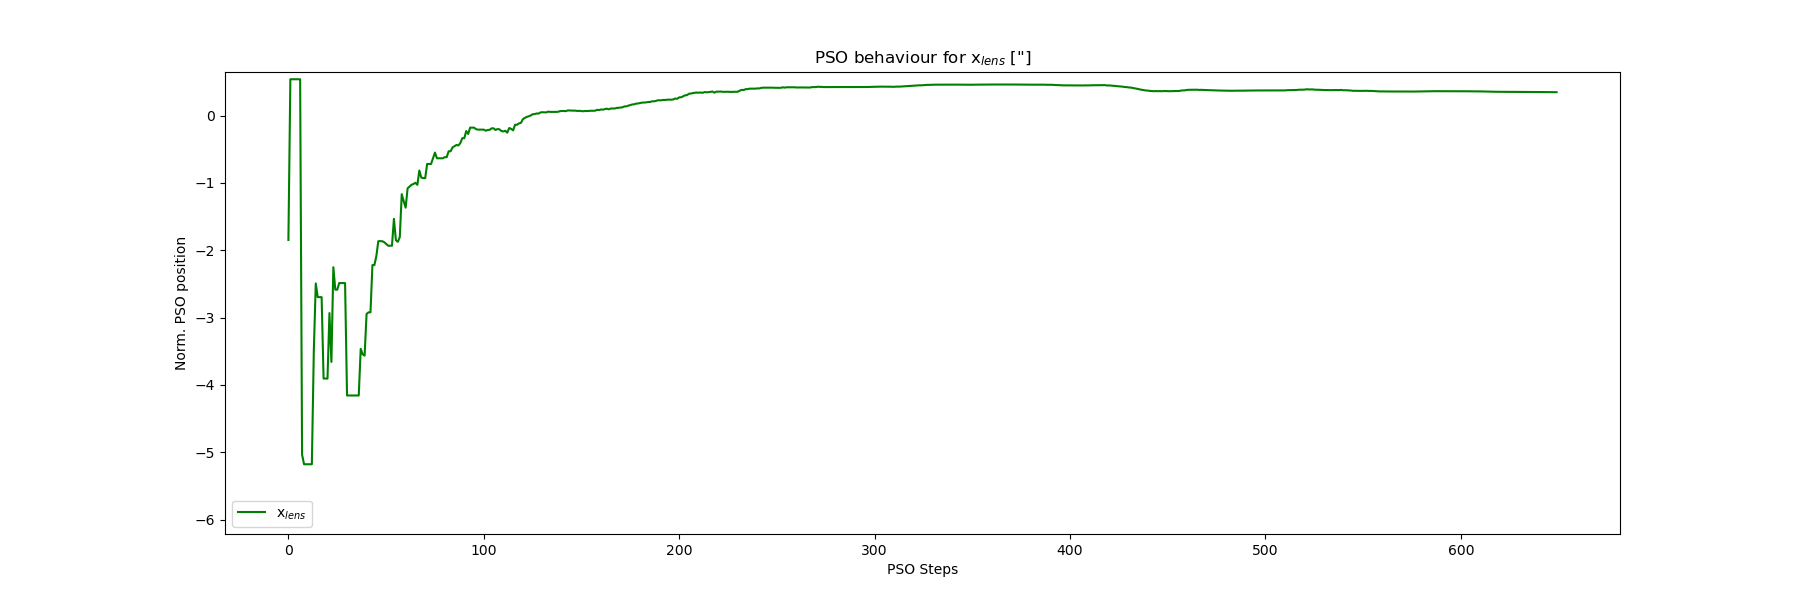 PSO behaviour for x_lens ["]
Norm. PSO position
0
−1
−2
−3
−4
−5
−6
x_lens
0 100 200 300 400 500 600
PSO Steps